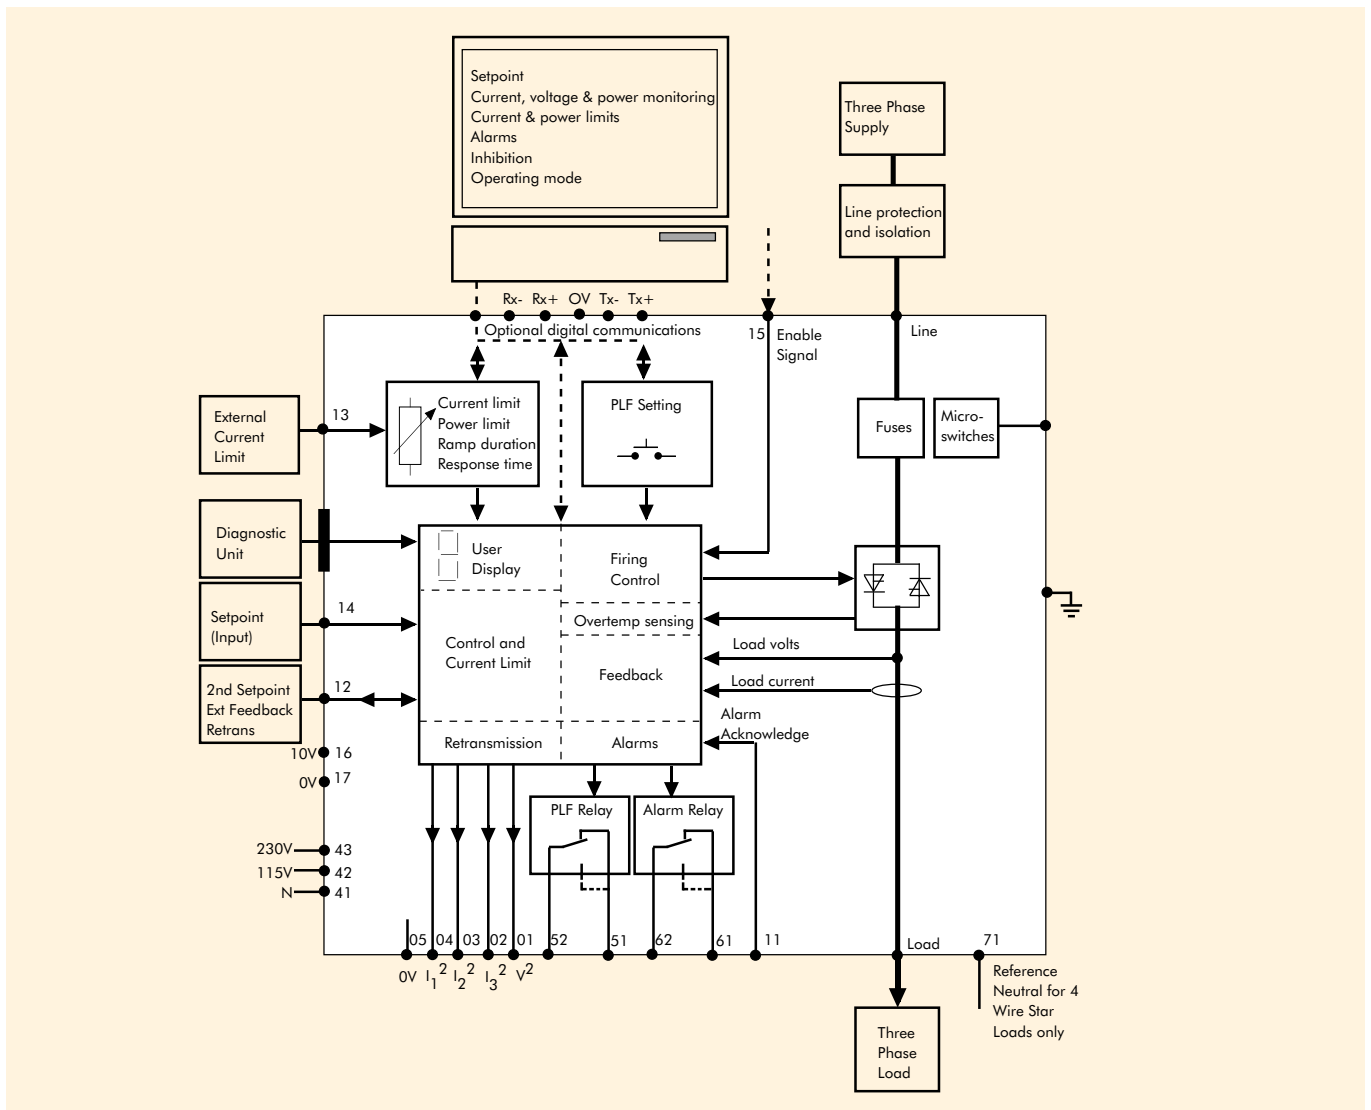 Setpoint
Current, voltage & power monitoring
Current & power limits
Alarms
Inhibition
Operating mode
Three Phase
Supply
Line protection
and isolation
Rx- Rx+ OV Tx- Tx+
Optional digital communications
15 Enable
Signal
Line
External
Current
Limit
13
Current limit
Power limit
Ramp duration
Response time
PLF Setting
Fuses
Micro-
switches
Diagnostic
Unit
User
Display
Firing
Control
Setpoint
(Input)
14
Overtemp sensing
Control and
Current Limit
Load volts
Feedback
Load current
2nd Setpoint
Ext Feedback
Retrans
12
Alarm
Acknowledge
Retransmission
Alarms
10V 16
0V 17
PLF Relay
Alarm Relay
230V 43
115V 42
N 41
05 04 03 02 01 52 51 62 61 11
Load
71
0V I1² I2² I3² V²
Reference
Neutral for 4
Wire Star
Loads only
Three
Phase
Load